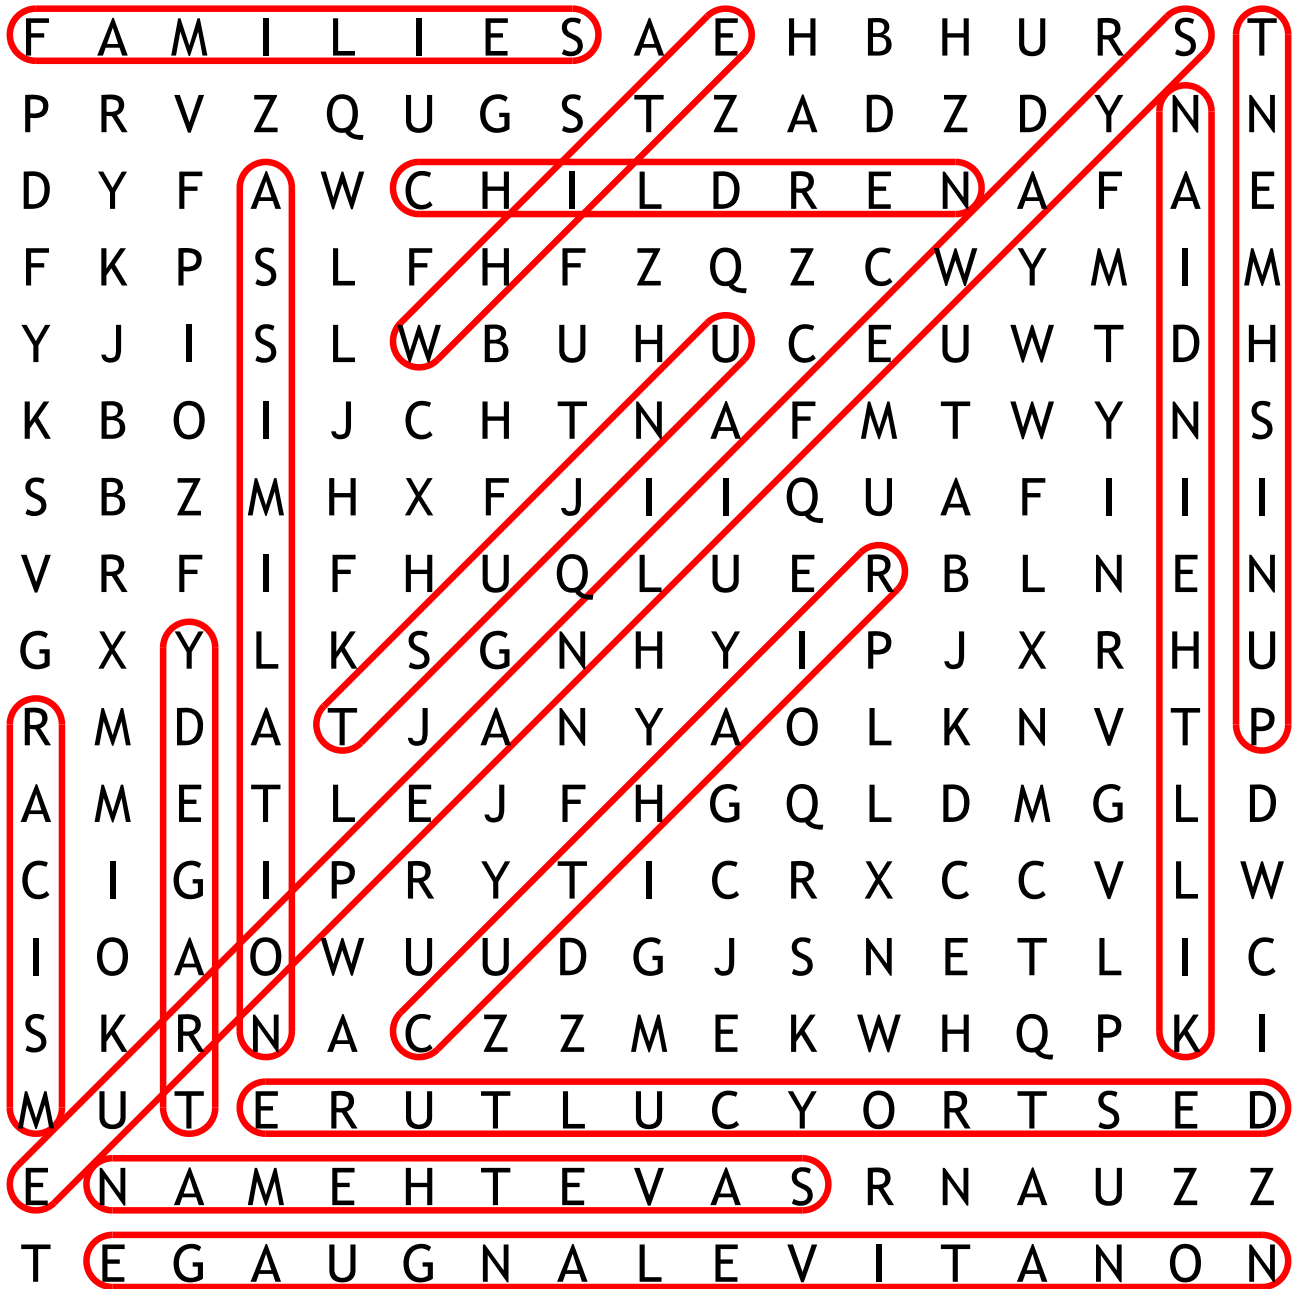 F A M I L I E S A E H B H U R S T
P R V Z Q U G S T Z A D Z D Y N N
D Y F A W C H I L D R E N A F A E
F K P S L F H F Z Q Z C W Y M I M
Y J I S L W B U H U C E U W T D H
K B O I J C H T N A F M T W Y N S
S B Z M H X F J I I Q U A F I I I
V R F I F H U Q L U E R B L N E N
G X Y L K S G N H Y I P J X R H U
R M D A T J A N Y A O L K N V T P
A M E T L E J F H G Q L D M G L D
C I G I P R Y T I C R X C C V L W
I O A O W U U D G J S N E T L I C
S K R N A C Z Z M E K W H Q P K I
M U T E R U T L U C Y O R T S E D
E N A M E H T E V A S R N A U Z Z
T E G A U G N A L E V I T A N O N